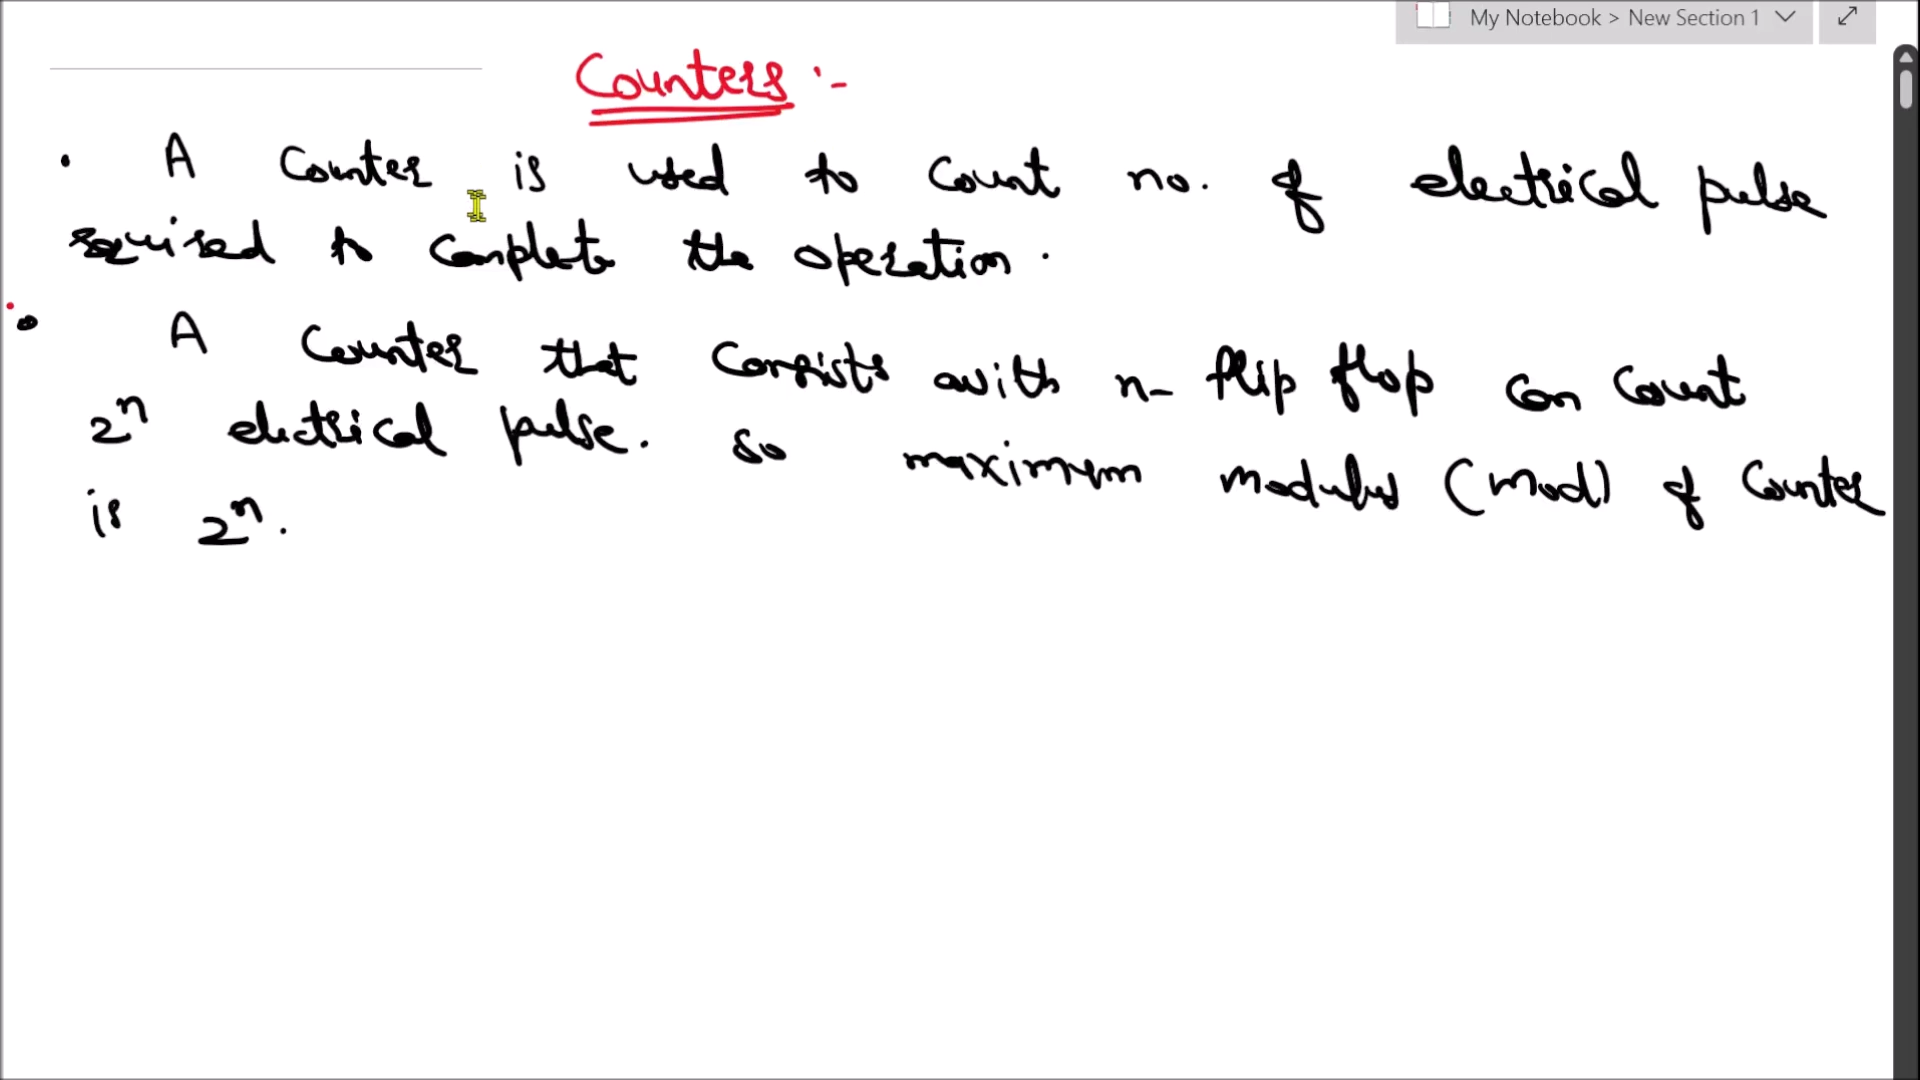 My Notebook > New Section 1
Counters :-
• A Counter is used to Count no. of electrical pulse
required to complete the operation.
• A Counter that Consists with n- flip flop can Count
2ⁿ electrical pulse. So maximum modulus (Mod) of Counter
is 2ⁿ.